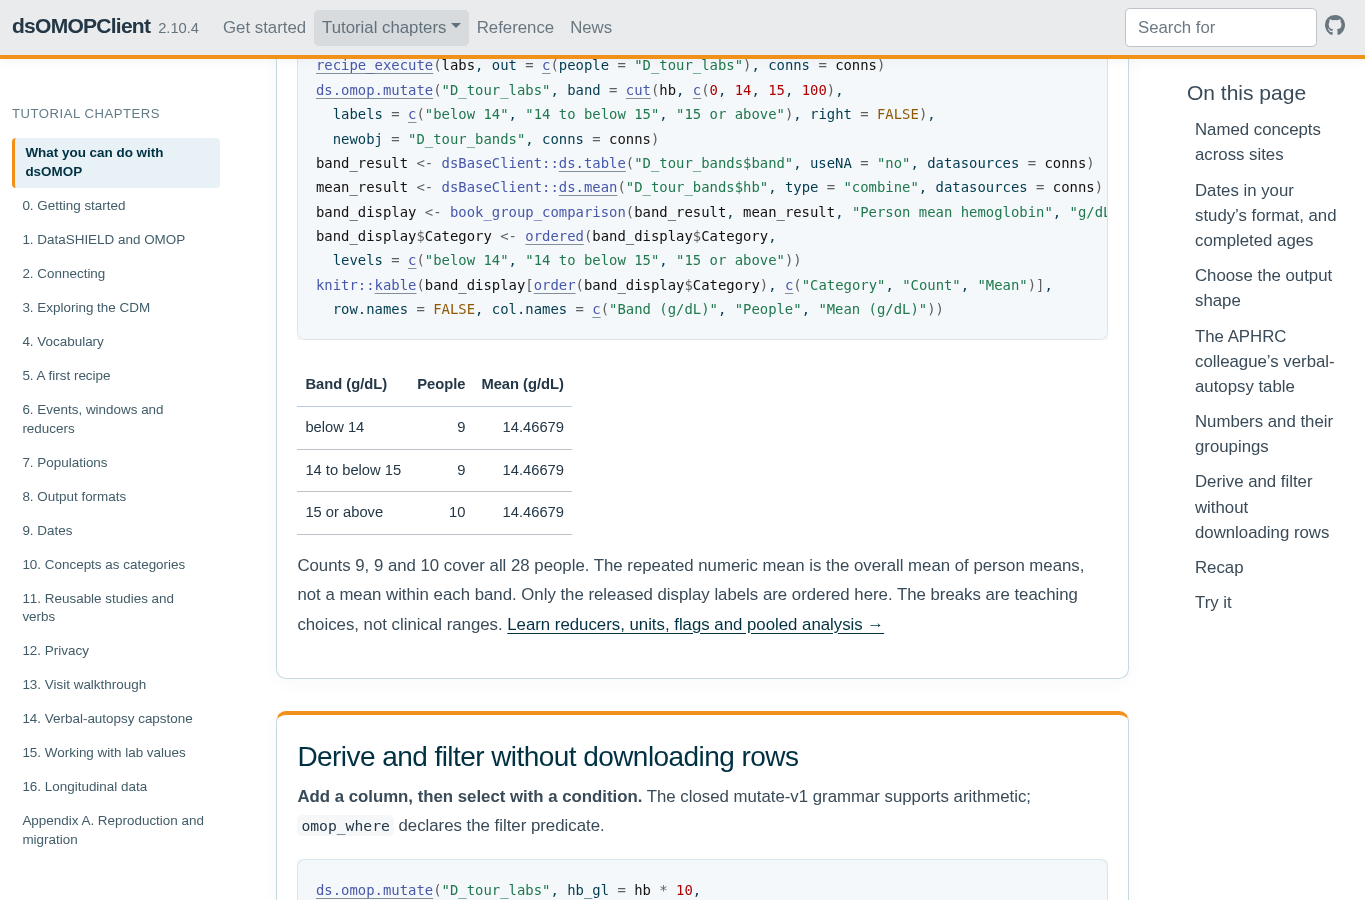 dsOMOPClient 2.10.4 Get started Tutorial chapters Reference News Search for
TUTORIAL CHAPTERS
What you can do with
dsOMOP
0. Getting started
1. DataSHIELD and OMOP
2. Connecting
3. Exploring the CDM
4. Vocabulary
5. A first recipe
6. Events, windows and
reducers
7. Populations
8. Output formats
9. Dates
10. Concepts as categories
11. Reusable studies and
verbs
12. Privacy
13. Visit walkthrough
14. Verbal-autopsy capstone
15. Working with lab values
16. Longitudinal data
Appendix A. Reproduction and
migration
recipe_execute(labs, out = c(people = "D_tour_labs"), conns = conns)
ds.omop.mutate("D_tour_labs", band = cut(hb, c(0, 14, 15, 100),
  labels = c("below 14", "14 to below 15", "15 or above"), right = FALSE),
  newobj = "D_tour_bands", conns = conns)
band_result <- dsBaseClient::ds.table("D_tour_bands$band", useNA = "no", datasources = conns)
mean_result <- dsBaseClient::ds.mean("D_tour_bands$hb", type = "combine", datasources = conns)
band_display <- book_group_comparison(band_result, mean_result, "Person mean hemoglobin", "g/dL
band_display$Category <- ordered(band_display$Category,
  levels = c("below 14", "14 to below 15", "15 or above"))
knitr::kable(band_display[order(band_display$Category), c("Category", "Count", "Mean")],
  row.names = FALSE, col.names = c("Band (g/dL)", "People", "Mean (g/dL)"))
Band (g/dL) People Mean (g/dL)
below 14 9 14.46679
14 to below 15 9 14.46679
15 or above 10 14.46679
Counts 9, 9 and 10 cover all 28 people. The repeated numeric mean is the overall mean of person means,
not a mean within each band. Only the released display labels are ordered here. The breaks are teaching
choices, not clinical ranges. Learn reducers, units, flags and pooled analysis →
Derive and filter without downloading rows
Add a column, then select with a condition. The closed mutate-v1 grammar supports arithmetic;
omop_where declares the filter predicate.
ds.omop.mutate("D_tour_labs", hb_gl = hb * 10,
On this page
Named concepts
across sites
Dates in your
study’s format, and
completed ages
Choose the output
shape
The APHRC
colleague’s verbal-
autopsy table
Numbers and their
groupings
Derive and filter
without
downloading rows
Recap
Try it